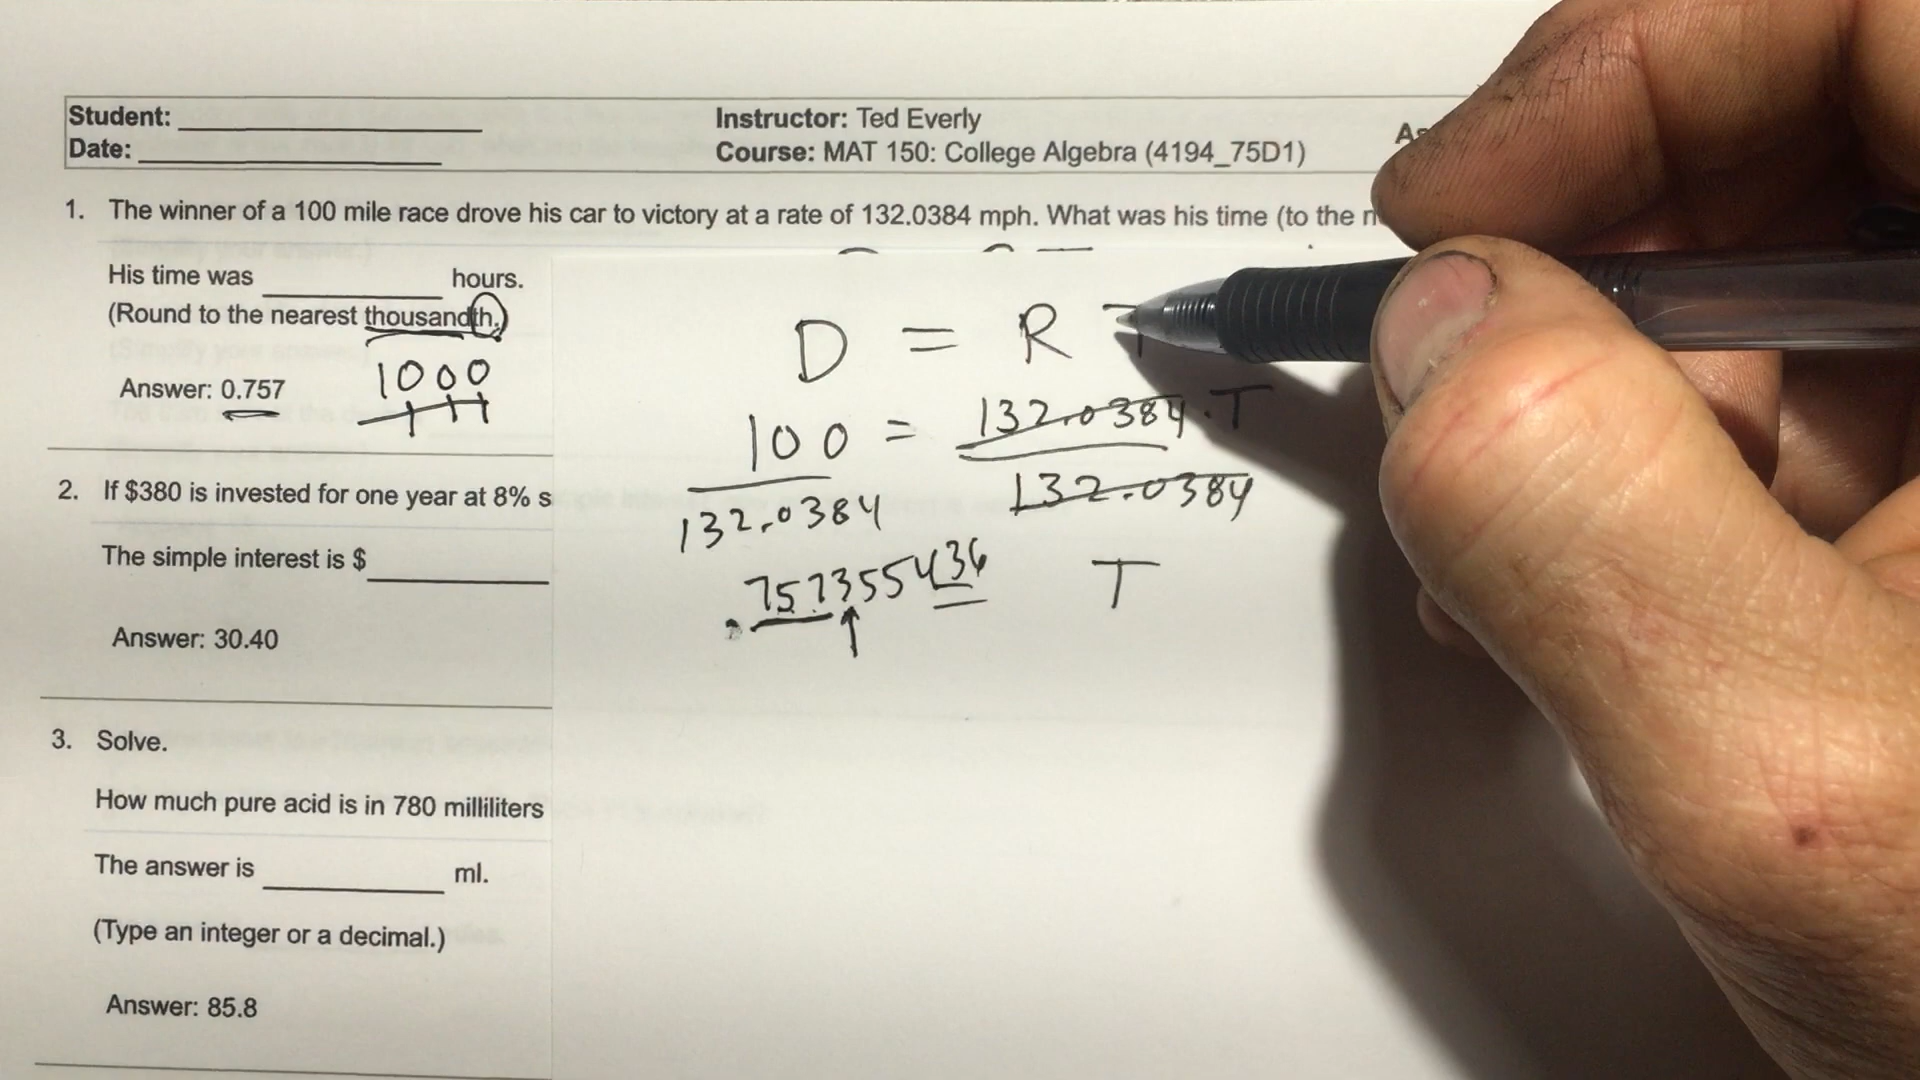 Student:
Date:
Instructor: Ted Everly
Course: MAT 150: College Algebra (4194_75D1)
1. The winner of a 100 mile race drove his car to victory at a rate of 132.0384 mph. What was his time (to the
His time was ________ hours.
(Round to the nearest thousandth.)
Answer: 0.757
1000
D = R T
100 = 132.0384 · T
132.0384 132.0384
.757355436 T
2. If $380 is invested for one year at 8% s
The simple interest is $________
Answer: 30.40
3. Solve.
How much pure acid is in 780 milliliters
The answer is ________ ml.
(Type an integer or a decimal.)
Answer: 85.8